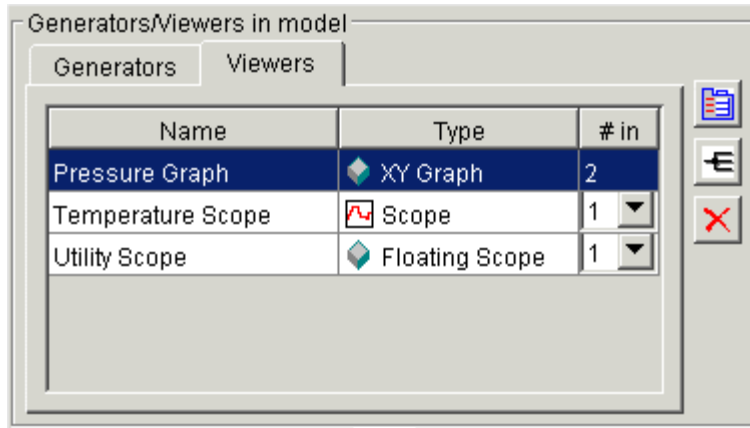 Generators/Viewers in model
Generators Viewers
Name Type # in
Pressure Graph XY Graph 2
Temperature Scope Scope 1
Utility Scope Floating Scope 1